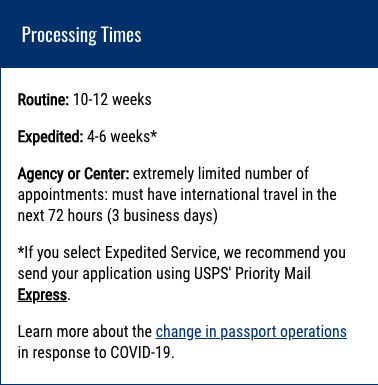 Processing Times
Routine: 10-12 weeks
Expedited: 4-6 weeks*
Agency or Center: extremely limited number of
appointments: must have international travel in the
next 72 hours (3 business days)
*If you select Expedited Service, we recommend you
send your application using USPS' Priority Mail
Express.
Learn more about the change in passport operations
in response to COVID-19.